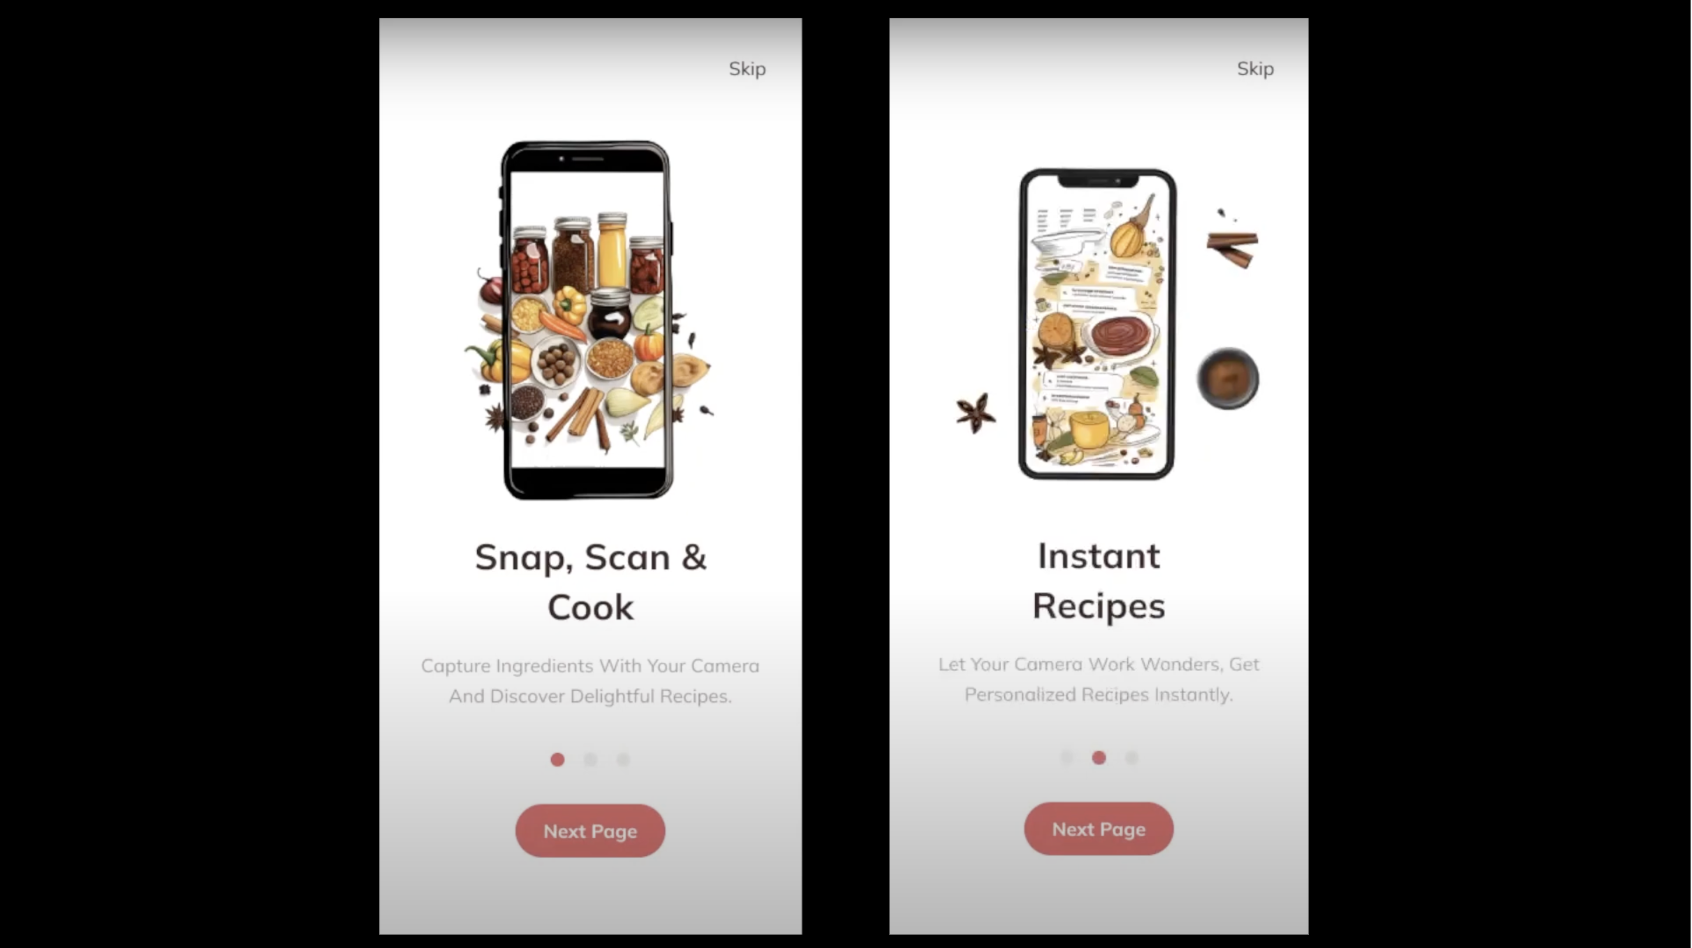 Skip
Snap, Scan &
Cook
Capture Ingredients With Your Camera
And Discover Delightful Recipes.
Next Page
Skip
Instant
Recipes
Let Your Camera Work Wonders, Get
Personalized Recipes Instantly.
Next Page